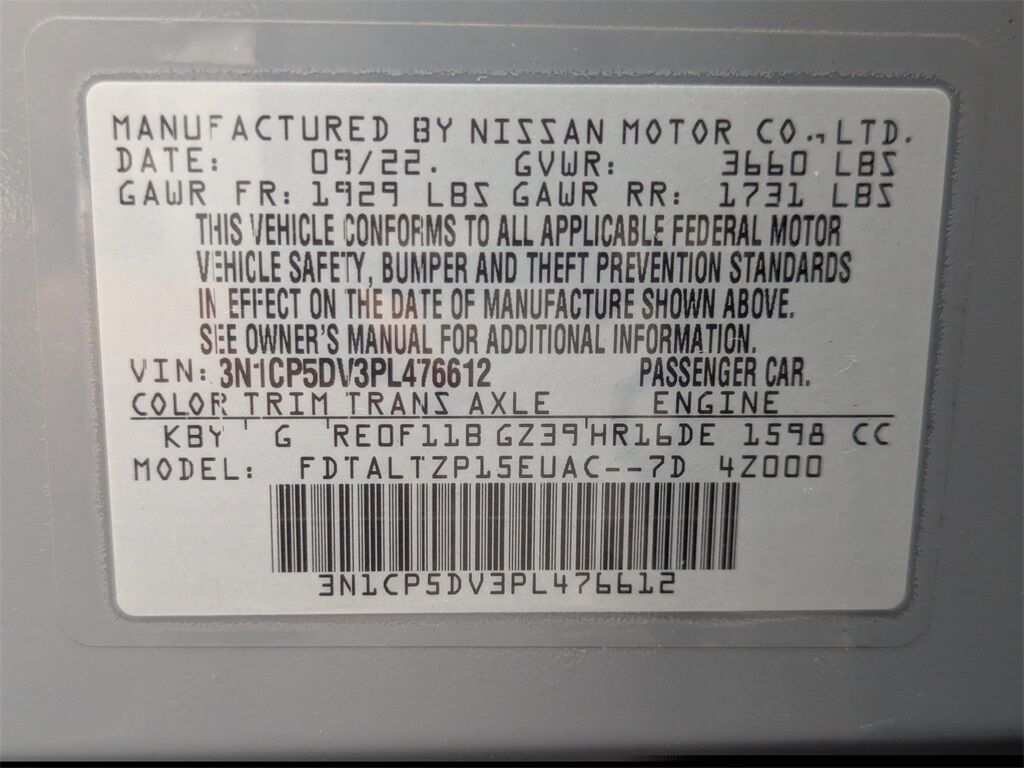 MANUFACTURED BY NISSAN MOTOR CO., LTD.
DATE: 09/22. GVWR: 3660 LBS
GAWR FR: 1929 LBS GAWR RR: 1731 LBS
THIS VEHICLE CONFORMS TO ALL APPLICABLE FEDERAL MOTOR
VEHICLE SAFETY, BUMPER AND THEFT PREVENTION STANDARDS
IN EFFECT ON THE DATE OF MANUFACTURE SHOWN ABOVE.
SEE OWNER'S MANUAL FOR ADDITIONAL INFORMATION.
VIN: 3N1CP5DV3PL476612 PASSENGER CAR.
COLOR TRIM TRANS AXLE ENGINE
KBY G RE0F11B GZ39 HR16DE 1598 CC
MODEL: FDTALTZP15EUAC--7D 4Z000
3N1CP5DV3PL476612